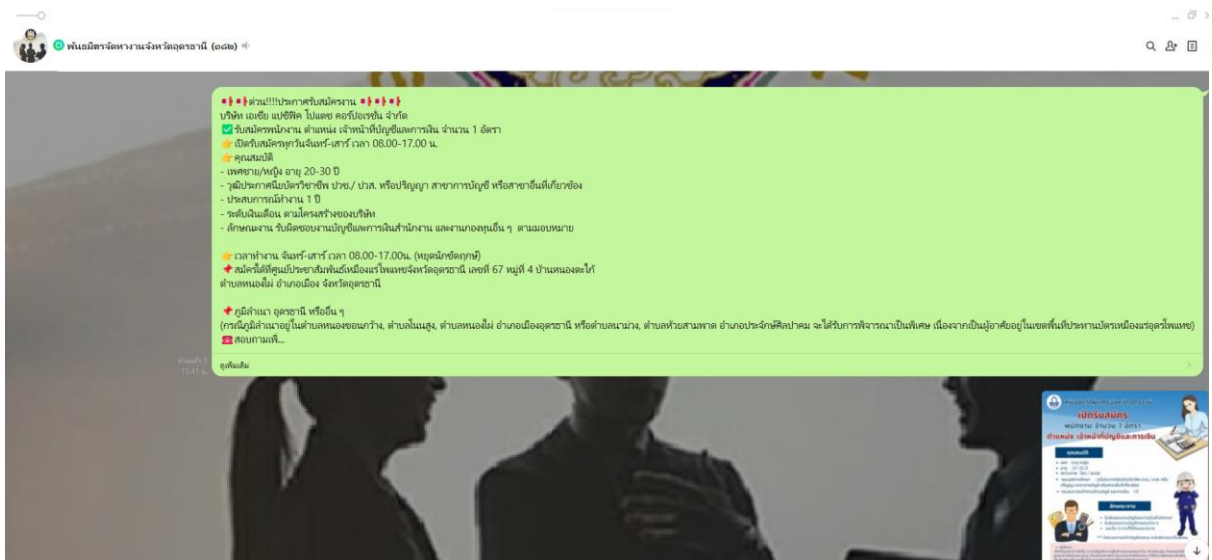 พันธมิตรจัดหางานจังหวัดอุดรธานี (๑๘๒)
ด่วน!!!!ประกาศรับสมัครงาน
บริษัท เอเซีย แปซิฟิค โปแตช คอร์ปอเรชั่น จำกัด
✅ รับสมัครพนักงาน ตำแหน่ง เจ้าหน้าที่บัญชีและการเงิน จำนวน 1 อัตรา
👉 เปิดรับสมัครทุกวันจันทร์-เสาร์ เวลา 08.00-17.00 น.
👉 คุณสมบัติ
- เพศชาย/หญิง อายุ 20-30 ปี
- วุฒิประกาศนียบัตรวิชาชีพ ปวช./ ปวส. หรือปริญญา สาขาการบัญชี หรือสาขาอื่นที่เกี่ยวข้อง
- ประสบการณ์ทำงาน 1 ปี
- ระดับเงินเดือน ตามโครงสร้างของบริษัท
- ลักษณะงาน รับผิดชอบงานบัญชีและการเงินสำนักงาน และงานกองทุนอื่น ๆ ตามมอบหมาย
👉 เวลาทำงาน จันทร์-เสาร์ เวลา 08.00-17.00น. (หยุดนักขัตฤกษ์)
📌 สมัครได้ที่ศูนย์ประชาสัมพันธ์เหมืองแร่โพแทชจังหวัดอุดรธานี เลขที่ 67 หมู่ที่ 4 บ้านหนองตะไก้
ตำบลหนองไผ่ อำเภอเมือง จังหวัดอุดรธานี
📌 ภูมิลำเนา อุดรธานี หรืออื่น ๆ
(กรณีภูมิลำเนาอยู่ในตำบลหนองขอนกว้าง, ตำบลโนนสูง, ตำบลหนองไผ่ อำเภอเมืองอุดรธานี หรือตำบลนาม่วง, ตำบลห้วยสามพาด อำเภอประจักษ์ศิลปาคม จะได้รับการพิจารณาเป็นพิเศษ เนื่องจากเป็นผู้อาศัยอยู่ในเขตพื้นที่ประทานบัตรเหมืองแร่อุดรโพแทช)
☎️ สอบถามเพิ่...
15.41 น.
ดูเพิ่มเติม
เปิดรับสมัคร
พนักงาน จำนวน 1 อัตรา
ตำแหน่ง เจ้าหน้าที่บัญชีและการเงิน
คุณสมบัติ
ลักษณะงาน